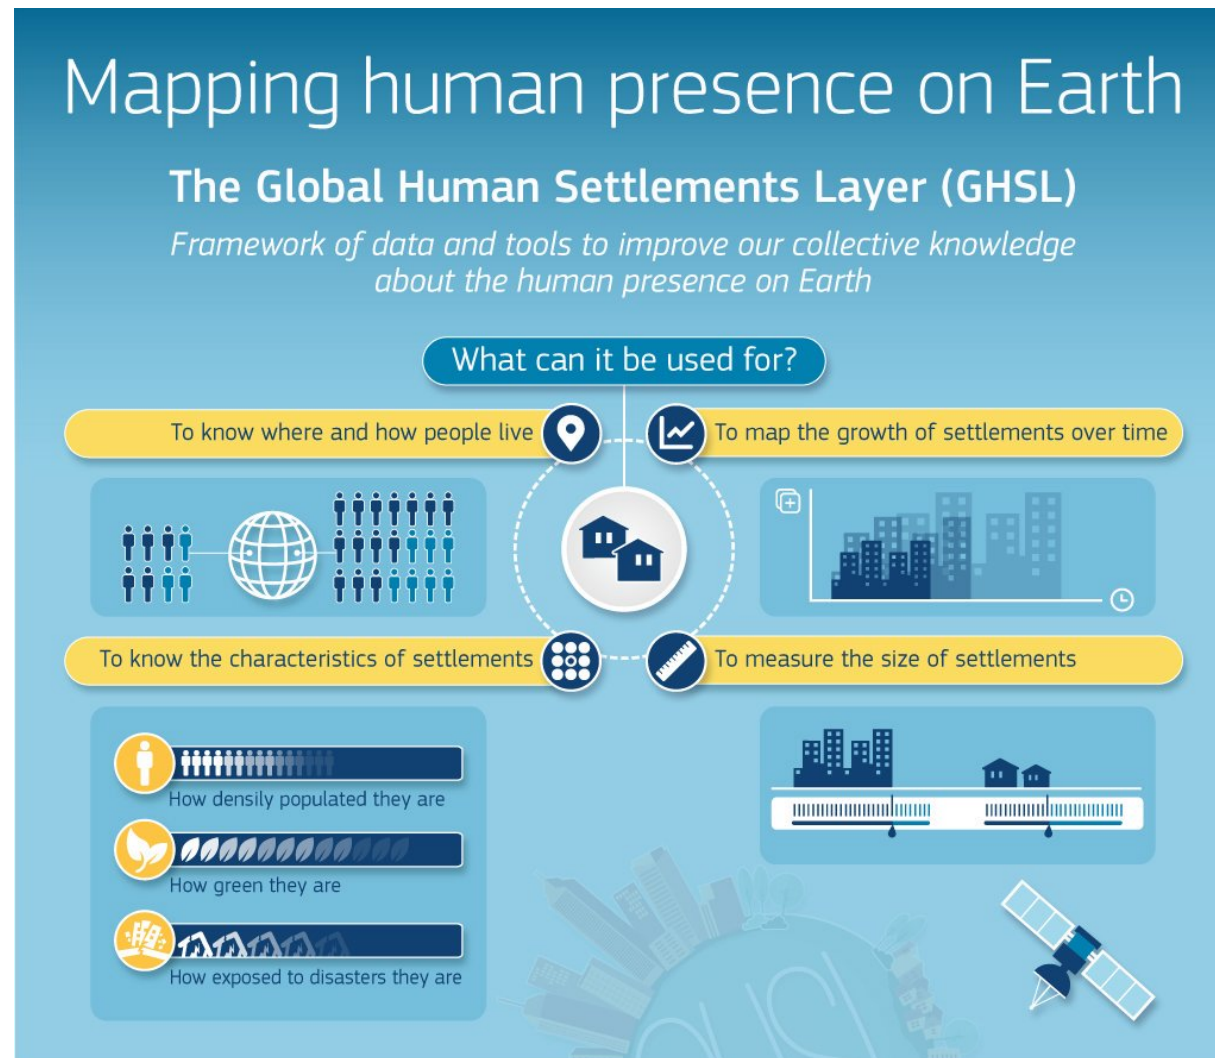 Mapping human presence on Earth
The Global Human Settlements Layer (GHSL)
Framework of data and tools to improve our collective knowledge
about the human presence on Earth
What can it be used for?
To know where and how people live
To map the growth of settlements over time
To know the characteristics of settlements
To measure the size of settlements
How densily populated they are
How green they are
How exposed to disasters they are